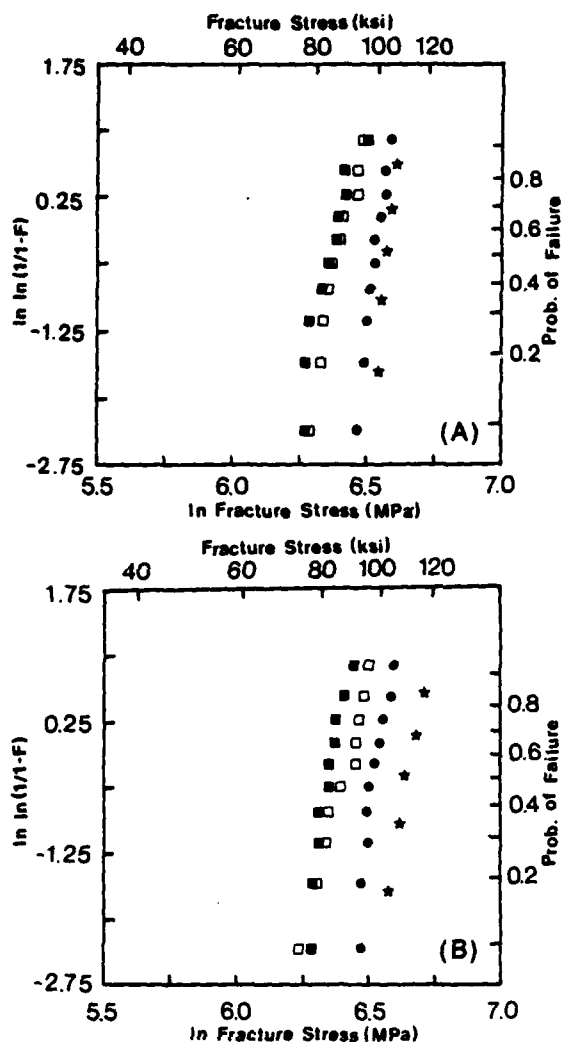 Fracture Stress (ksi)
40 60 80 100 120
1.75
0.25
-1.25
-2.75
ln ln (1/1-F)
0.8
0.6
0.4
0.2
Prob. of Failure
(A)
5.5 6.0 6.5 7.0
ln Fracture Stress (MPa)
Fracture Stress (ksi)
40 60 80 100 120
1.75
0.25
-1.25
-2.75
ln ln (1/1-F)
0.8
0.6
0.4
0.2
Prob. of Failure
(B)
5.5 6.0 6.5 7.0
ln Fracture Stress (MPa)